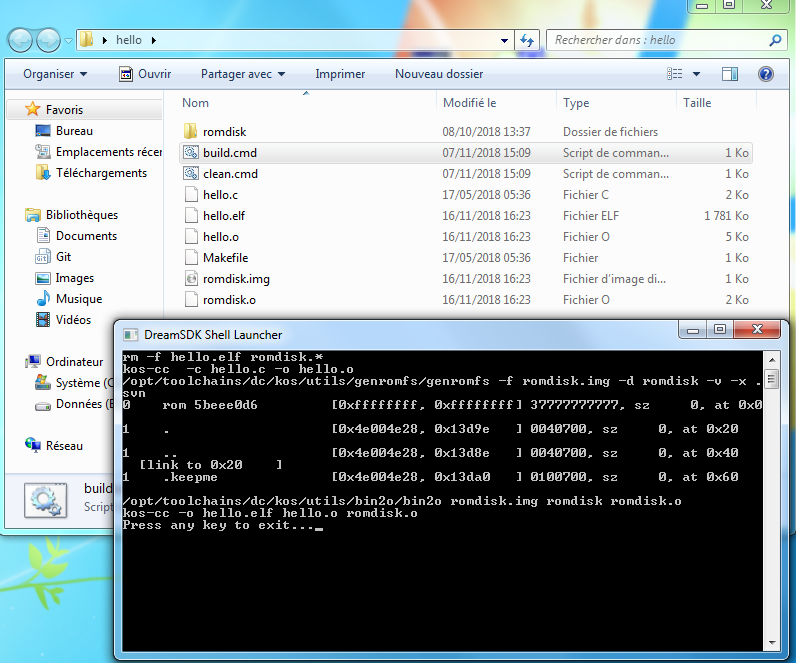 hello
Rechercher dans : hello
Organiser
Ouvrir
Partager avec
Imprimer
Nouveau dossier
Favoris
Bureau
Emplacements récer
Téléchargements
Bibliothèques
Documents
Git
Images
Musique
Vidéos
Ordinateur
Système (C
Données (
Réseau
Nom Modifié le Type Taille
romdisk 08/10/2018 13:37 Dossier de fichiers
build.cmd 07/11/2018 15:09 Script de comman... 1 Ko
clean.cmd 07/11/2018 15:09 Script de comman... 1 Ko
hello.c 17/05/2018 05:36 Fichier C 2 Ko
hello.elf 16/11/2018 16:23 Fichier ELF 1 781 Ko
hello.o 16/11/2018 16:23 Fichier O 5 Ko
Makefile 17/05/2018 05:36 Fichier 1 Ko
romdisk.img 16/11/2018 16:23 Fichier d'image di... 1 Ko
romdisk.o 16/11/2018 16:23 Fichier O 2 Ko
build
Script
DreamSDK Shell Launcher
rm -f hello.elf romdisk.*
kos-cc  -c hello.c -o hello.o
/opt/toolchains/dc/kos/utils/genromfs/genromfs -f romdisk.img -d romdisk -v -x .
svn
0    rom 5beee0d6         [0xffffffff, 0xffffffff] 37777777777, sz     0, at 0x0
1    .                    [0x4e004e28, 0x13d9e   ] 0040700, sz     0, at 0x20
1    ..                   [0x4e004e28, 0x13d8e   ] 0040700, sz     0, at 0x40
[link to 0x20     ]
1    .keepme              [0x4e004e28, 0x13da0   ] 0100700, sz     0, at 0x60
/opt/toolchains/dc/kos/utils/bin2o/bin2o romdisk.img romdisk romdisk.o
kos-cc -o hello.elf hello.o romdisk.o
Press any key to exit..._